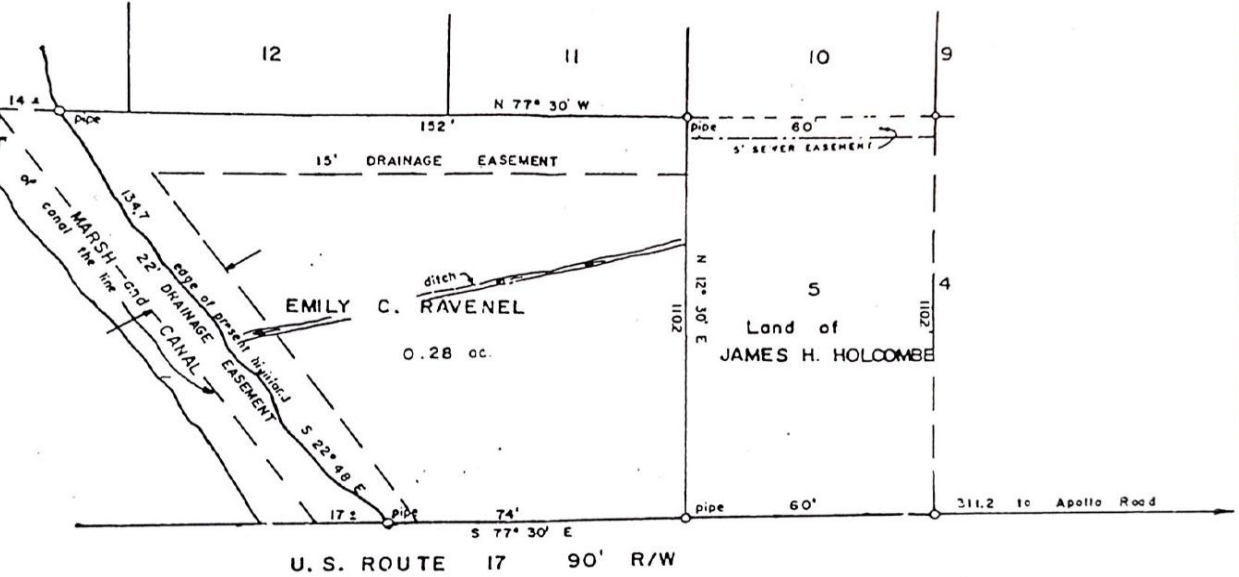 12
11
10
9
14 ±
pipe
N 77° 30' W
152'
pipe
60'
5' SEWER EASEMENT
15' DRAINAGE EASEMENT
134.7
edge of present highland
22' DRAINAGE EASEMENT
MARSH and CANAL
of canal the line
S 22° 48 E
ditch
EMILY C. RAVENEL
0.28 ac.
N 12° 30' E
110.2
5
Land of
JAMES H. HOLCOMBE
4
110.2'
17 ±
pipe
74'
S 77° 30' E
pipe
60'
311.2 to Apollo Road
U.S. ROUTE 17 90' R/W